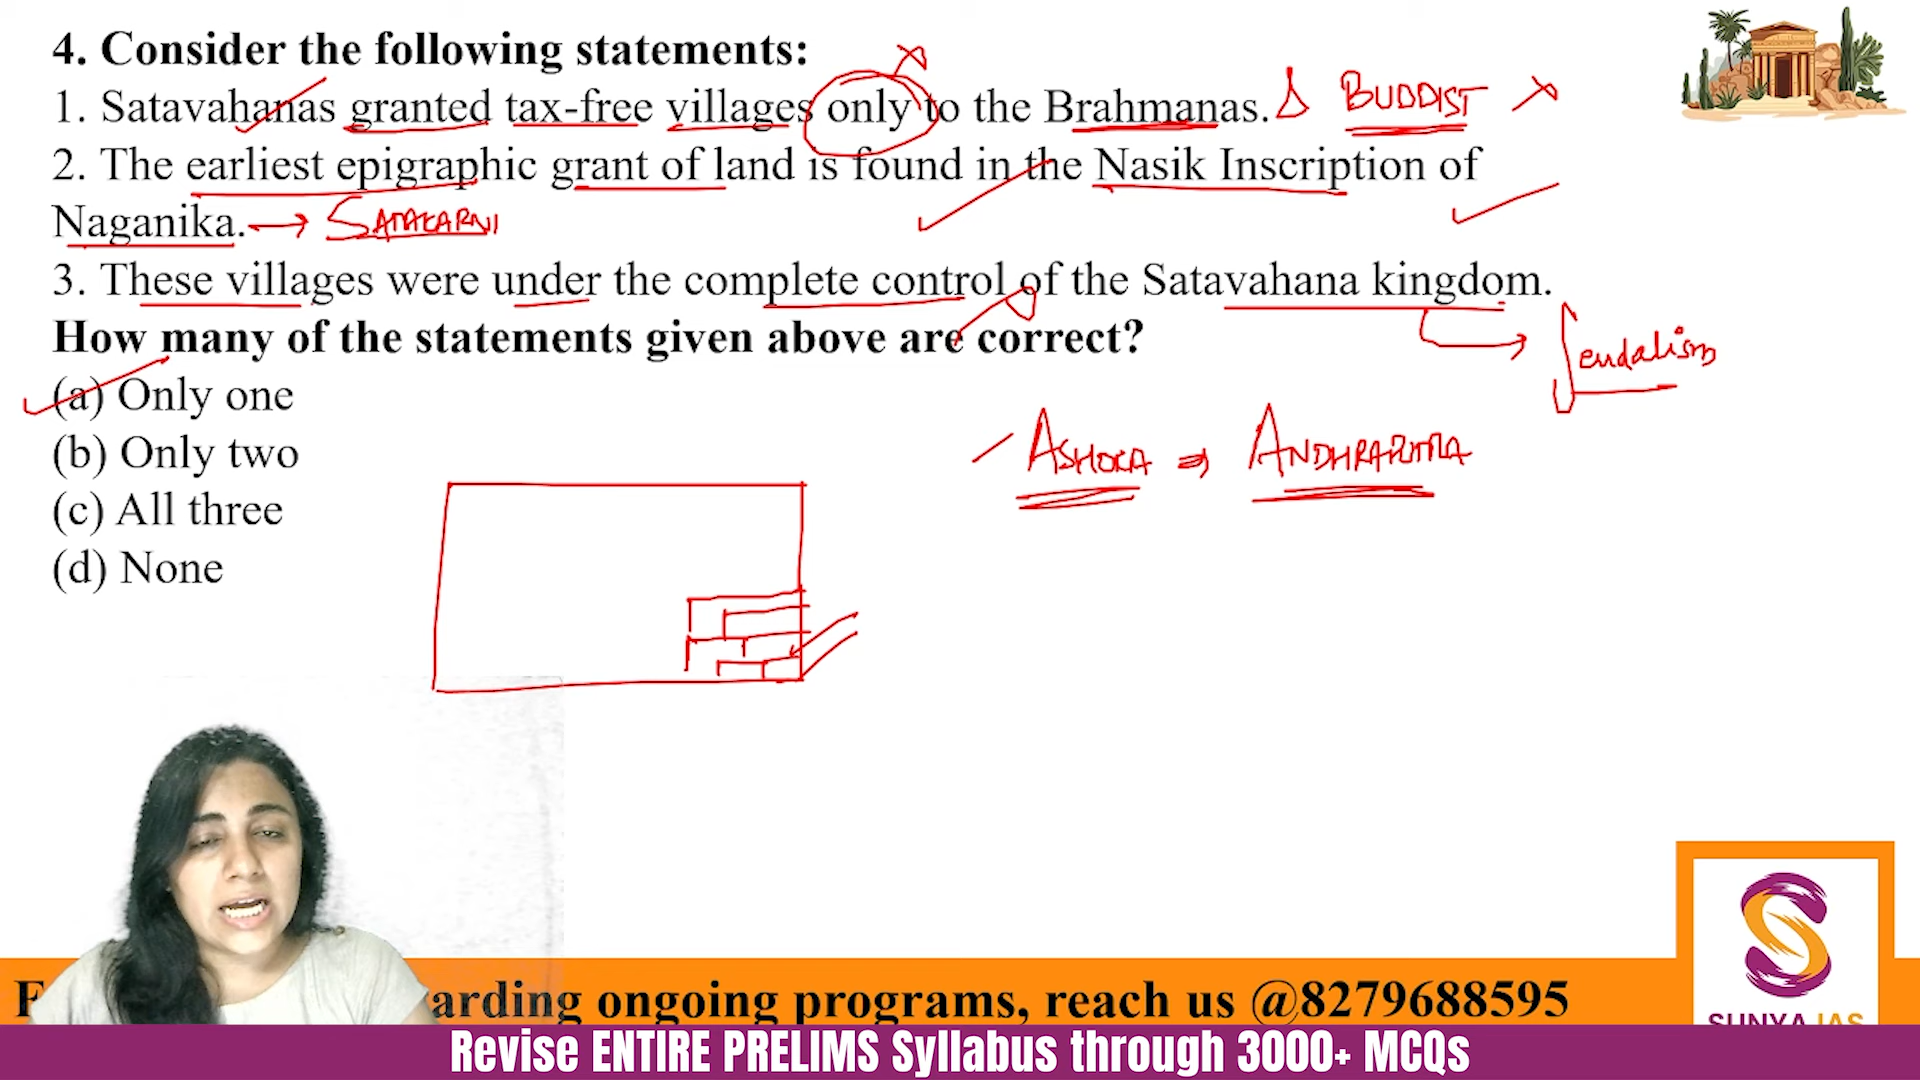 4. Consider the following statements:
1. Satavahanas granted tax-free villages only to the Brahmanas. BUDDIST
2. The earliest epigraphic grant of land is found in the Nasik Inscription of
Naganika. → SATAKARNI
3. These villages were under the complete control of the Satavahana kingdom.
How many of the statements given above are correct?
feudalism
(a) Only one
(b) Only two
ASHOKA ⇒ ANDHRAPUTRA
(c) All three
(d) None
arding ongoing programs, reach us @8279688595
SUNYA IAS
Revise ENTIRE PRELIMS Syllabus through 3000+ MCQs